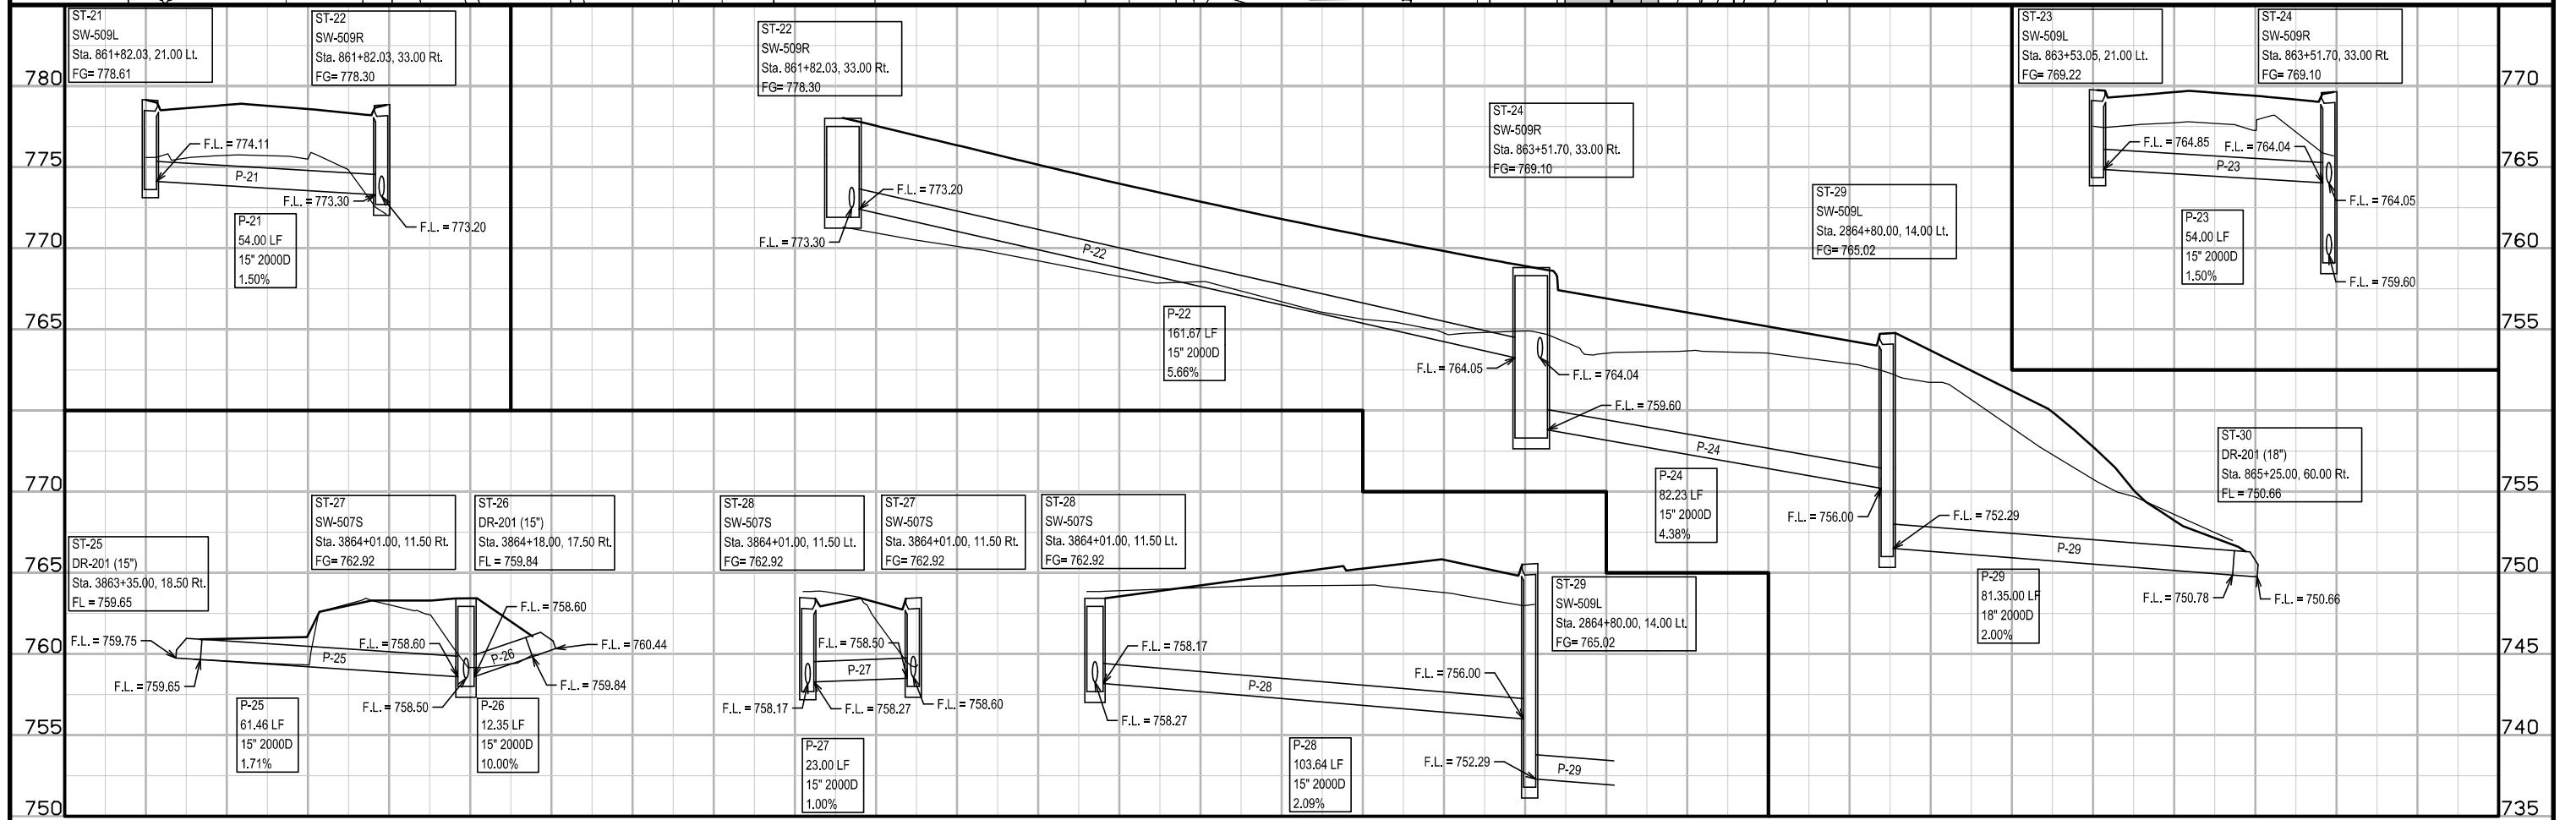 ST-21
SW-509L
Sta. 861+82.03, 21.00 Lt.
FG= 778.61
ST-22
SW-509R
Sta. 861+82.03, 33.00 Rt.
FG= 778.30
F.L. = 774.11
P-21
F.L. = 773.30
F.L. = 773.20
P-21
54.00 LF
15" 2000D
1.50%
780
775
770
765
ST-22
SW-509R
Sta. 861+82.03, 33.00 Rt.
FG= 778.30
F.L. = 773.20
F.L. = 773.30
P-22
P-22
161.67 LF
15" 2000D
5.66%
ST-24
SW-509R
Sta. 863+51.70, 33.00 Rt.
FG= 769.10
F.L. = 764.05
F.L. = 764.04
F.L. = 759.60
P-24
P-24
82.23 LF
15" 2000D
4.38%
ST-29
SW-509L
Sta. 2864+80.00, 14.00 Lt.
FG= 765.02
F.L. = 756.00
F.L. = 752.29
P-29
P-29
81.35.00 LF
18" 2000D
2.00%
F.L. = 750.78
F.L. = 750.66
ST-30
DR-201 (18")
Sta. 865+25.00, 60.00 Rt.
FL = 750.66
ST-23
SW-509L
Sta. 863+53.05, 21.00 Lt.
FG= 769.22
ST-24
SW-509R
Sta. 863+51.70, 33.00 Rt.
FG= 769.10
F.L. = 764.85
F.L. = 764.04
P-23
F.L. = 764.05
F.L. = 759.60
P-23
54.00 LF
15" 2000D
1.50%
770
765
760
755
770
765
760
755
750
ST-25
DR-201 (15")
Sta. 3863+35.00, 18.50 Rt.
FL = 759.65
ST-27
SW-507S
Sta. 3864+01.00, 11.50 Rt.
FG= 762.92
ST-26
DR-201 (15")
Sta. 3864+18.00, 17.50 Rt.
FL = 759.84
F.L. = 759.75
F.L. = 759.65
P-25
F.L. = 758.60
F.L. = 758.50
F.L. = 758.60
P-26
F.L. = 760.44
F.L. = 759.84
P-25
61.46 LF
15" 2000D
1.71%
P-26
12.35 LF
15" 2000D
10.00%
ST-28
SW-507S
Sta. 3864+01.00, 11.50 Lt.
FG= 762.92
ST-27
SW-507S
Sta. 3864+01.00, 11.50 Rt.
FG= 762.92
F.L. = 758.50
P-27
F.L. = 758.17
F.L. = 758.27
F.L. = 758.60
P-27
23.00 LF
15" 2000D
1.00%
ST-28
SW-507S
Sta. 3864+01.00, 11.50 Lt.
FG= 762.92
F.L. = 758.17
F.L. = 758.27
P-28
F.L. = 756.00
F.L. = 752.29
P-29
P-28
103.64 LF
15" 2000D
2.09%
ST-29
SW-509L
Sta. 2864+80.00, 14.00 Lt.
FG= 765.02
755
750
745
740
735